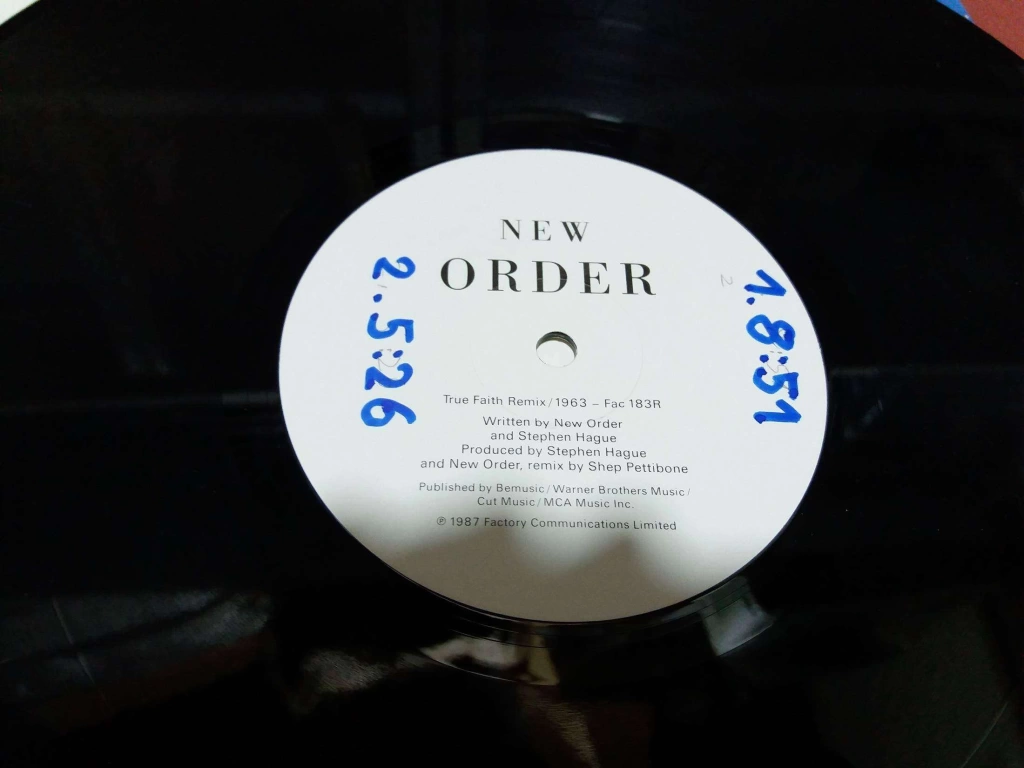 NEW
ORDER
2.5:26
1.8:51
2
True Faith Remix/1963 – Fac 183R
Written by New Order
and Stephen Hague
Produced by Stephen Hague
and New Order, remix by Shep Pettibone
Published by Bemusic/Warner Brothers Music/
Cut Music/MCA Music Inc.
℗ 1987 Factory Communications Limited